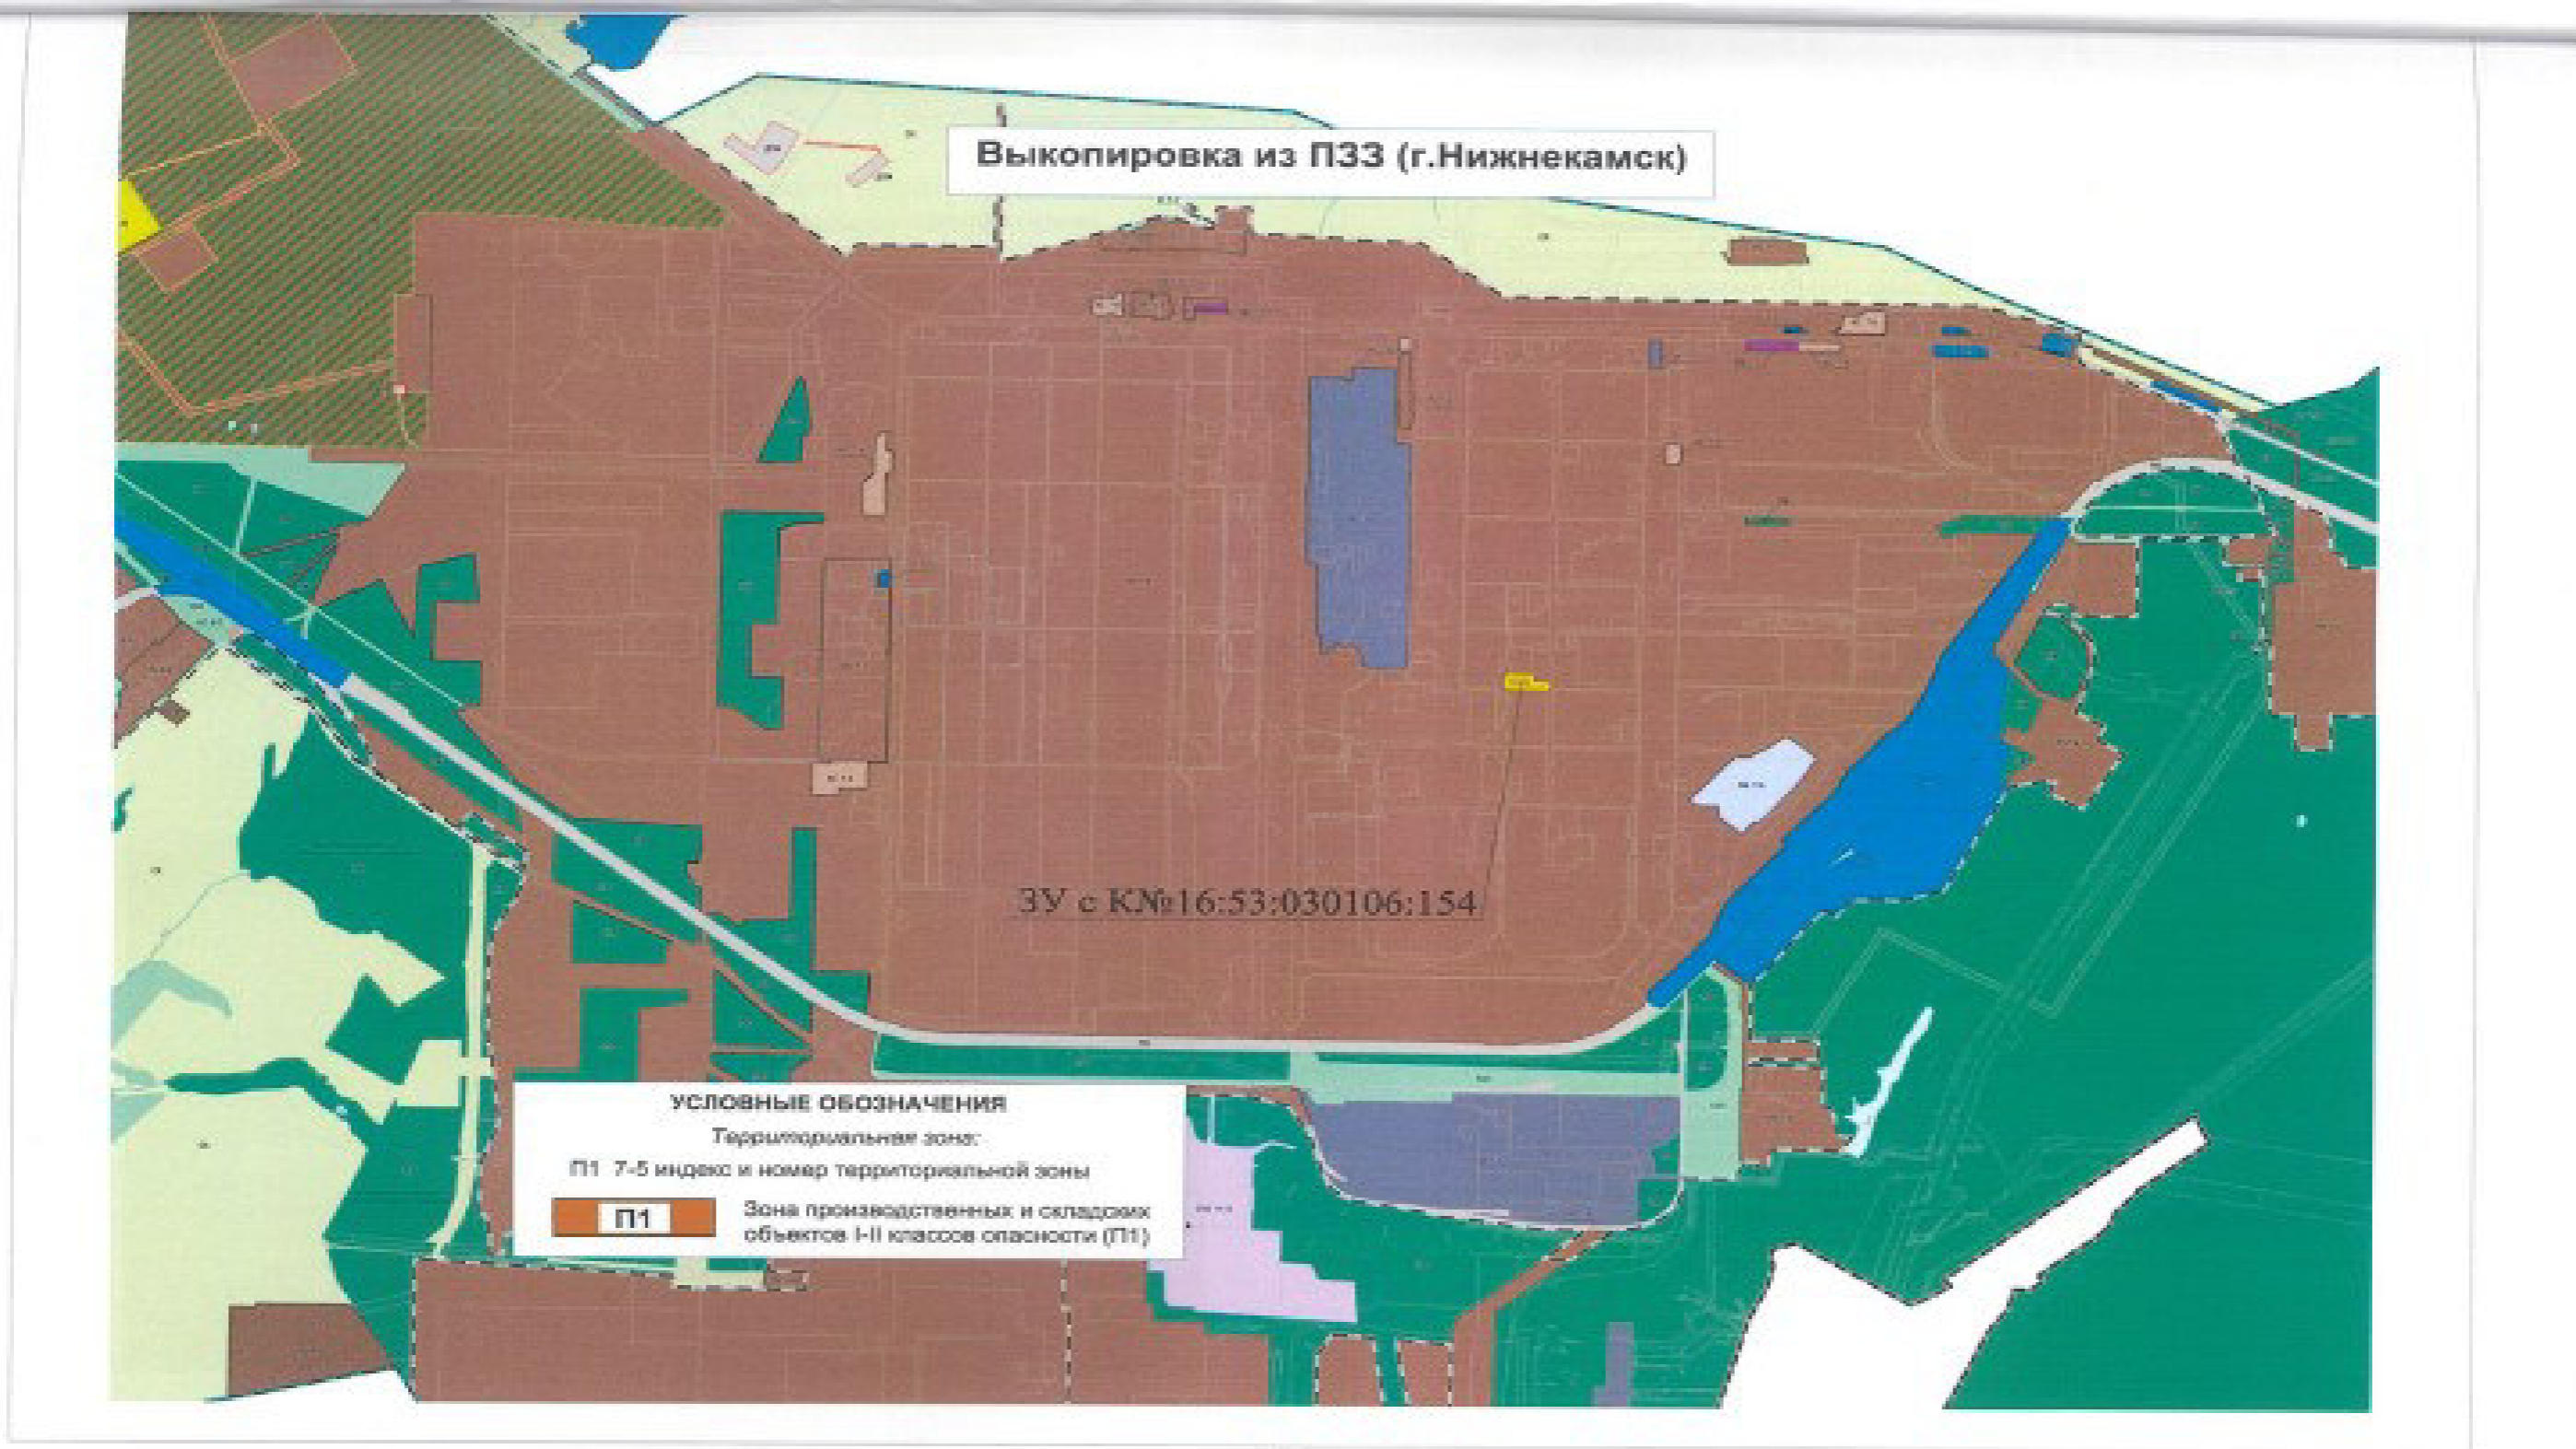 Выкопировка из ПЗЗ (г.Нижнекамск)
ЗУ с К№16:53:030106:154
УСЛОВНЫЕ ОБОЗНАЧЕНИЯ
Территориальная зона:
П1 7-5 индекс и номер территориальной зоны
П1
Зона производственных и складских
объектов I-II классов опасности (П1)